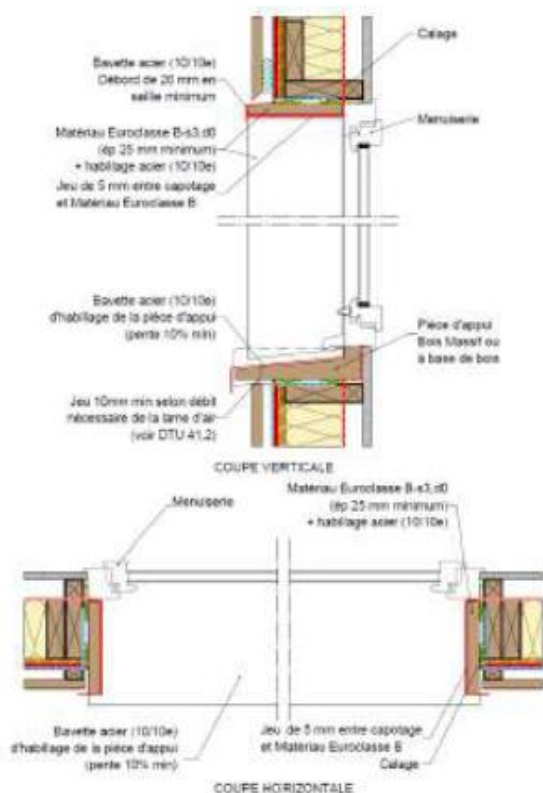 Bavette acier (10/10e)
Débord de 20 mm en
saillie minimum
Calage
Menuiserie
Matériau Euroclasse B-s3,d0
(ép 25 mm minimum)
+ habillage acier (10/10e)
Jeu de 5 mm entre capotage
et Matériau Euroclasse B
Bavette acier (10/10e)
d'habillage de la pièce d'appui
(pente 10% min)
Pièce d'appui
Bois Massif ou
à base de bois
Jeu 10mm min selon débit
nécessaire de la lame d'air
(voir DTU 41.2)
COUPE VERTICALE
Menuiserie
Matériau Euroclasse B-s3,d0
(ép 25 mm minimum)
+ habillage acier (10/10e)
Bavette acier (10/10e)
d'habillage de la pièce d'appui
(pente 10% min)
Jeu de 5 mm entre capotage
et Matériau Euroclasse B
Calage
COUPE HORIZONTALE